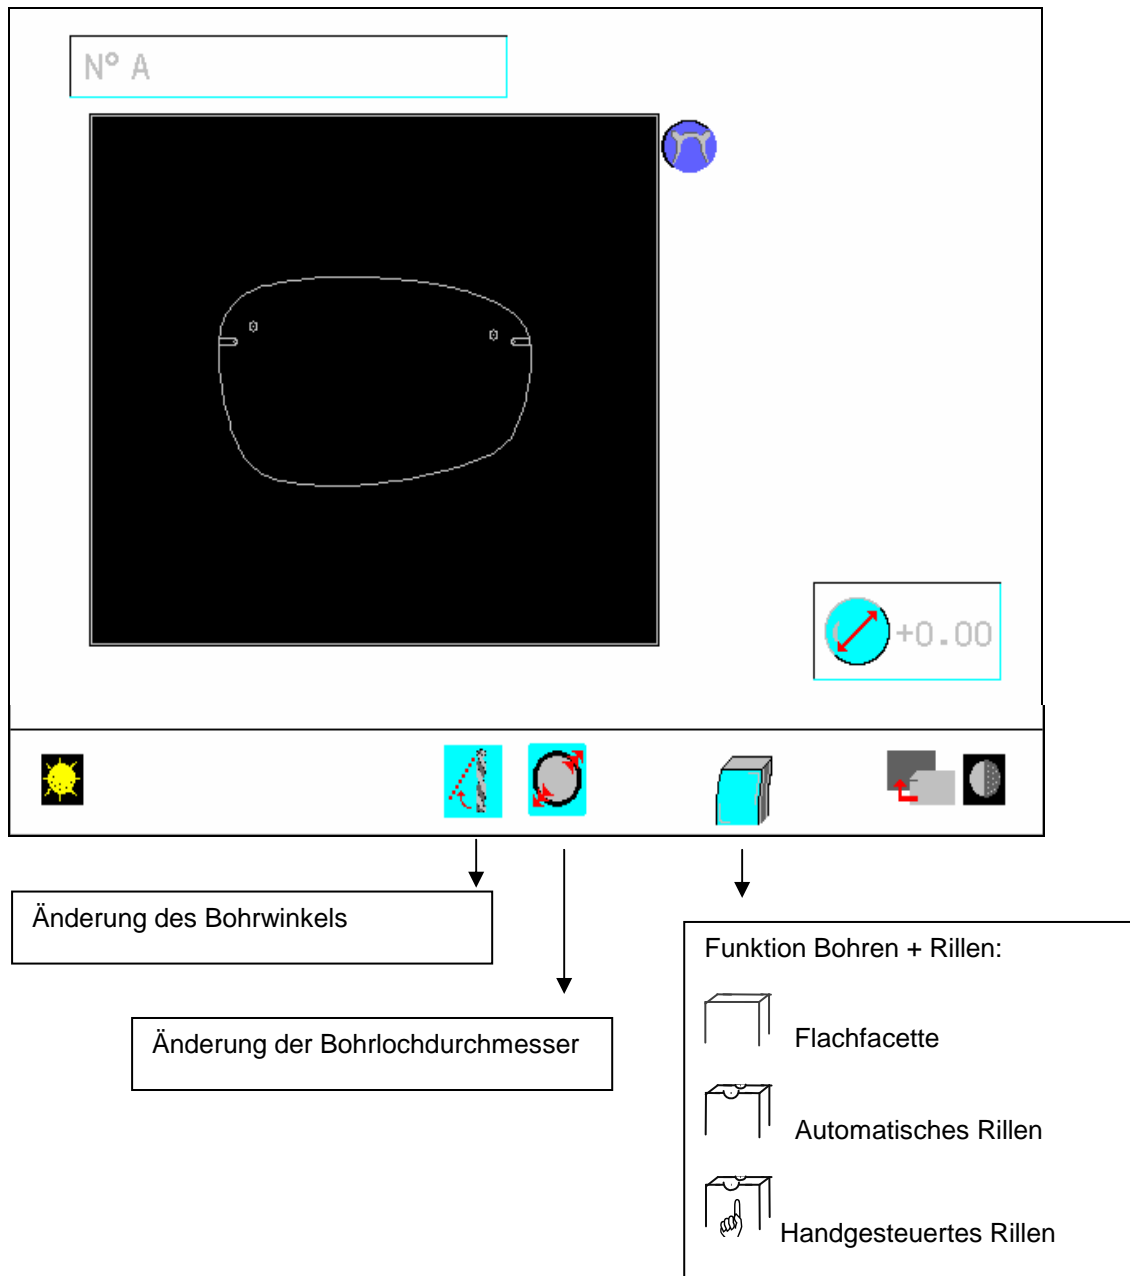 N° A
+0.00
Änderung des Bohrwinkels
Funktion Bohren + Rillen:
Flachfacette
Änderung der Bohrlochdurchmesser
Automatisches Rillen
Handgesteuertes Rillen